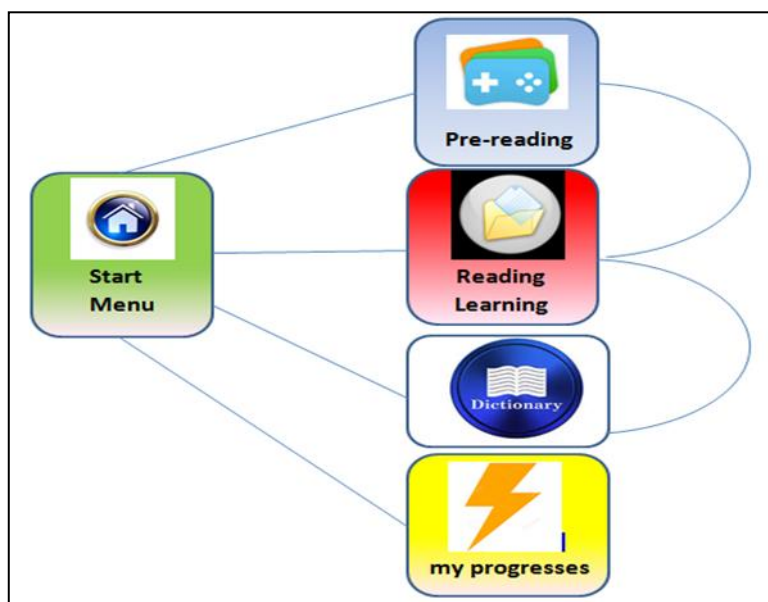 Pre-reading
Start
Menu
Reading
Learning
Dictionary
my progresses